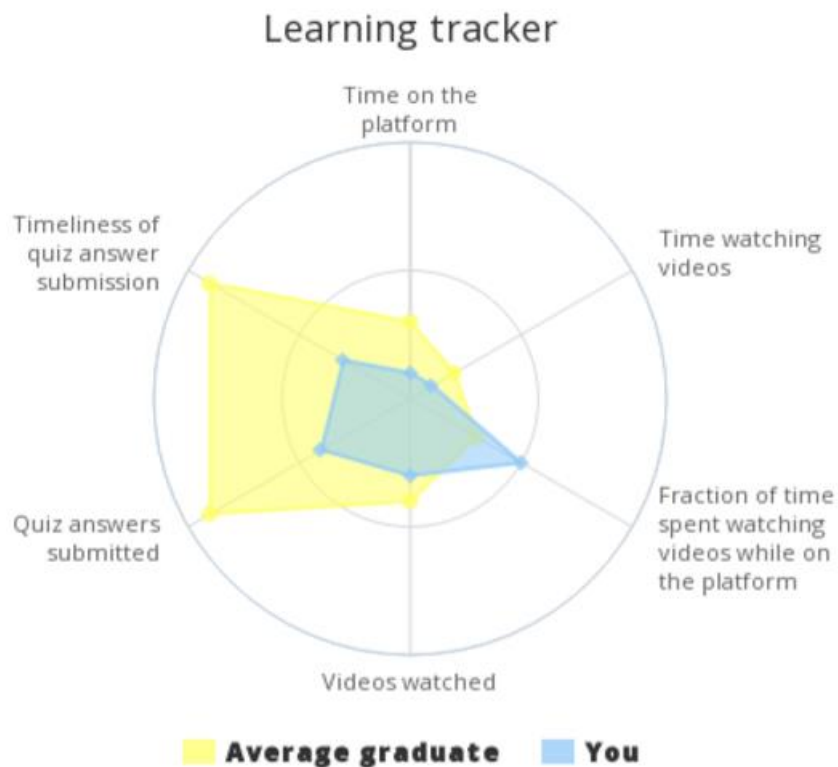 Learning tracker
Time on the
platform
Timeliness of
quiz answer
submission
Time watching
videos
Quiz answers
submitted
Fraction of time
spent watching
videos while on
the platform
Videos watched
Average graduate
You